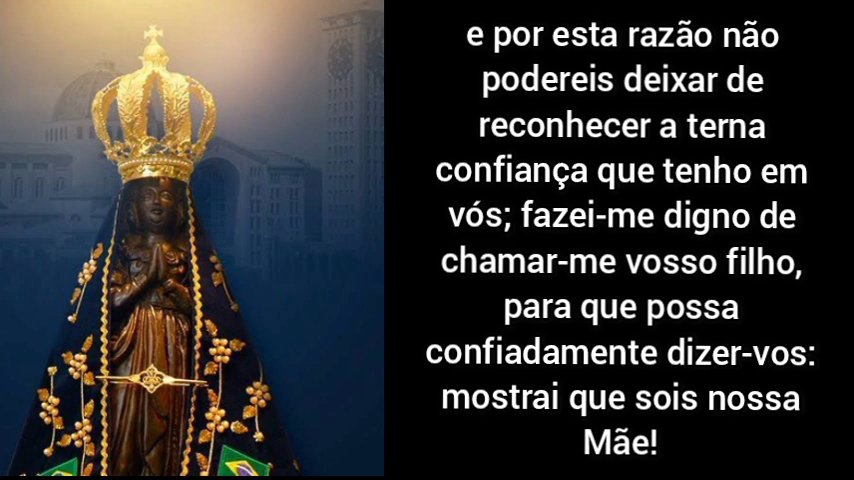 e por esta razão não
podereis deixar de
reconhecer a terna
confiança que tenho em
vós; fazei-me digno de
chamar-me vosso filho,
para que possa
confiadamente dizer-vos:
mostrai que sois nossa
Mãe!